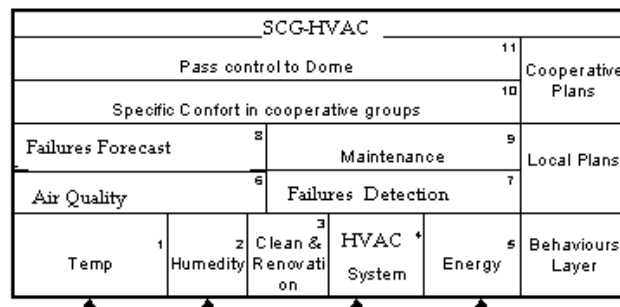 SCG-HVAC
11
Pass control to Dome
Cooperative
Plans
10
Specific Confort in cooperative groups
8
Failures Forecast
9
Maintenance
Local Plans
6
Air Quality
7
Failures Detection
1
Temp
2
Humedity
3
Clean &
Renovati
on
4
HVAC
System
5
Energy
Behaviours
Layer